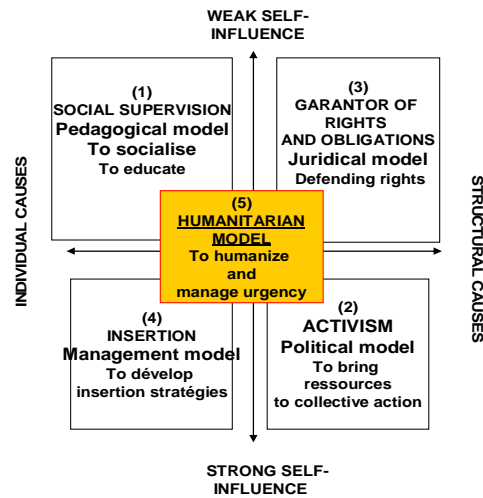 WEAK SELF-
INFLUENCE
(1)
SOCIAL SUPERVISION
Pedagogical model
To socialise
To educate
(3)
GARANTOR OF
RIGHTS
AND OBLIGATIONS
Juridical model
Defending rights
(5)
HUMANITARIAN
MODEL
To humanize
and
manage urgency
INDIVIDUAL CAUSES
STRUCTURAL CAUSES
(4)
INSERTION
Management model
To dévelop
insertion stratégies
(2)
ACTIVISM
Political model
To bring
ressources
to collective action
STRONG SELF-
INFLUENCE